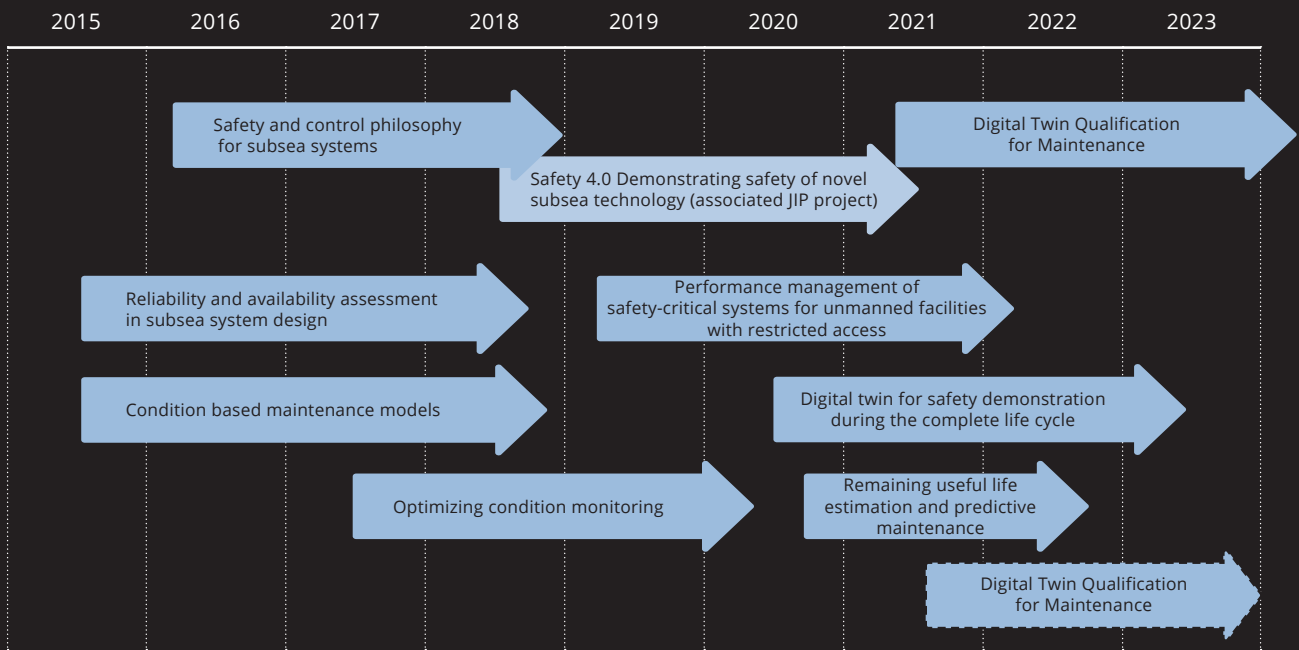 2015 2016 2017 2018 2019 2020 2021 2022 2023
Safety and control philosophy
for subsea systems
Digital Twin Qualification
for Maintenance
Safety 4.0 Demonstrating safety of novel
subsea technology (associated JIP project)
Reliability and availability assessment
in subsea system design
Performance management of
safety-critical systems for unmanned facilities
with restricted access
Condition based maintenance models
Digital twin for safety demonstration
during the complete life cycle
Optimizing condition monitoring
Remaining useful life
estimation and predictive
maintenance
Digital Twin Qualification
for Maintenance